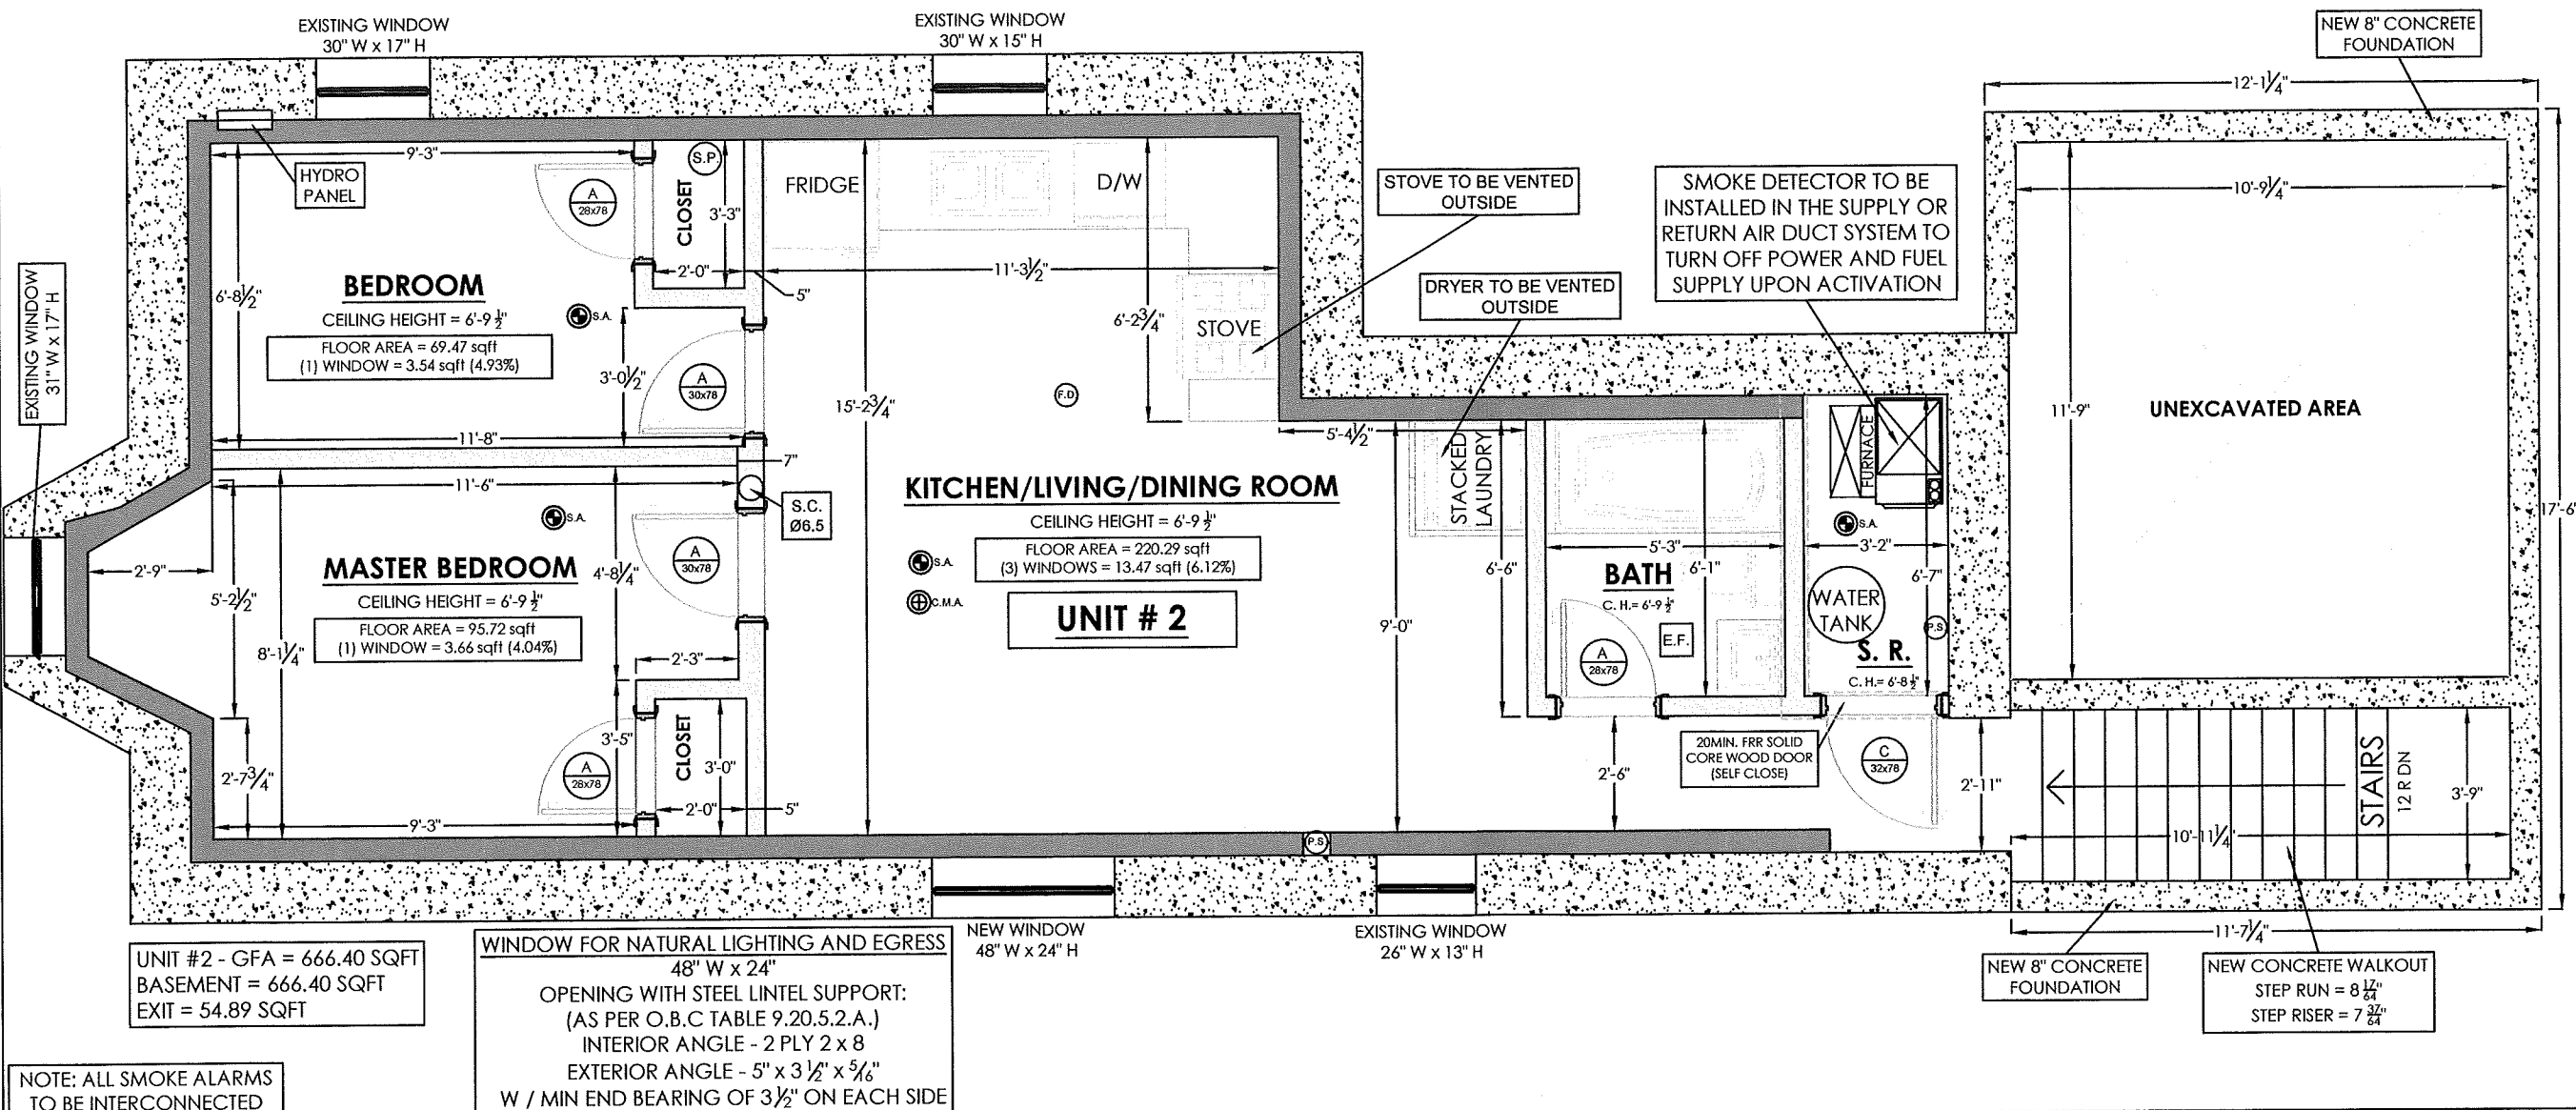 EXISTING WINDOW
30" W x 17" H
EXISTING WINDOW
30" W x 15" H
NEW 8" CONCRETE
FOUNDATION
12'-1¼"
9'-3"
HYDRO
PANEL
A
28x78
S.P.
CLOSET
3'-3"
2'-0"
5"
FRIDGE
D/W
11'-3½"
STOVE TO BE VENTED
OUTSIDE
SMOKE DETECTOR TO BE
INSTALLED IN THE SUPPLY OR
RETURN AIR DUCT SYSTEM TO
TURN OFF POWER AND FUEL
SUPPLY UPON ACTIVATION
10'-9¼"
EXISTING WINDOW
31" W x 17" H
6'-8½"
BEDROOM
CEILING HEIGHT = 6'-9 ½"
FLOOR AREA = 69.47 sqft
(1) WINDOW = 3.54 sqft (4.93%)
S.A.
3'-0½"
A
30x78
11'-8"
15'-2¾"
F.D
6'-2¾"
STOVE
DRYER TO BE VENTED
OUTSIDE
5'-4½"
11'-9"
UNEXCAVATED AREA
17'-6"
7"
11'-6"
S.C.
Ø6.5
S.A.
MASTER BEDROOM
CEILING HEIGHT = 6'-9 ½"
FLOOR AREA = 95.72 sqft
(1) WINDOW = 3.66 sqft (4.04%)
4'-8¼"
A
30x78
2'-9"
5'-2½"
8'-1¼"
2'-3"
2'-7¾"
3'-5"
A
28x78
CLOSET
3'-0"
2'-0"
5"
9'-3"
KITCHEN/LIVING/DINING ROOM
CEILING HEIGHT = 6'-9 ½"
FLOOR AREA = 220.29 sqft
(3) WINDOWS = 13.47 sqft (6.12%)
S.A.
C.M.A.
UNIT # 2
STACKED
LAUNDRY
9'-0"
6'-6"
5'-3"
BATH
6'-1"
C. H.= 6'-9 ½"
E.F.
A
28x78
FURNACE
S.A.
3'-2"
6'-7"
WATER
TANK
P.S.
S. R.
C. H.= 6'-8 ½"
20MIN. FRR SOLID
CORE WOOD DOOR
(SELF CLOSE)
C
32x78
2'-6"
2'-11"
STAIRS
12 R DN
3'-9"
10'-11¼"
P.S.
11'-7¼"
NEW WINDOW
48" W x 24" H
EXISTING WINDOW
26" W x 13" H
NEW 8" CONCRETE
FOUNDATION
NEW CONCRETE WALKOUT
STEP RUN = 8 17/64"
STEP RISER = 7 37/64"
UNIT #2 - GFA = 666.40 SQFT
BASEMENT = 666.40 SQFT
EXIT = 54.89 SQFT
WINDOW FOR NATURAL LIGHTING AND EGRESS
48" W x 24"
OPENING WITH STEEL LINTEL SUPPORT:
(AS PER O.B.C TABLE 9.20.5.2.A.)
INTERIOR ANGLE - 2 PLY 2 x 8
EXTERIOR ANGLE - 5" x 3 ½" x 5/16"
W / MIN END BEARING OF 3½" ON EACH SIDE
NOTE: ALL SMOKE ALARMS
TO BE INTERCONNECTED